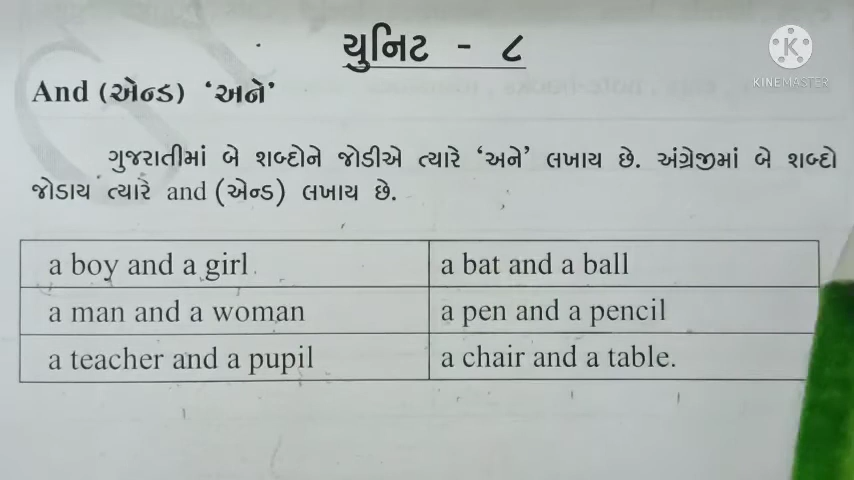 યુનિટ - ૮
KINEMASTER
And (એન્ડ) 'અને'
ગુજરાતીમાં બે શબ્દોને જોડીએ ત્યારે 'અને' લખાય છે. અંગ્રેજીમાં બે શબ્દો
જોડાય ત્યારે and (એન્ડ) લખાય છે.
a boy and a girl a bat and a ball
a man and a woman a pen and a pencil
a teacher and a pupil a chair and a table.